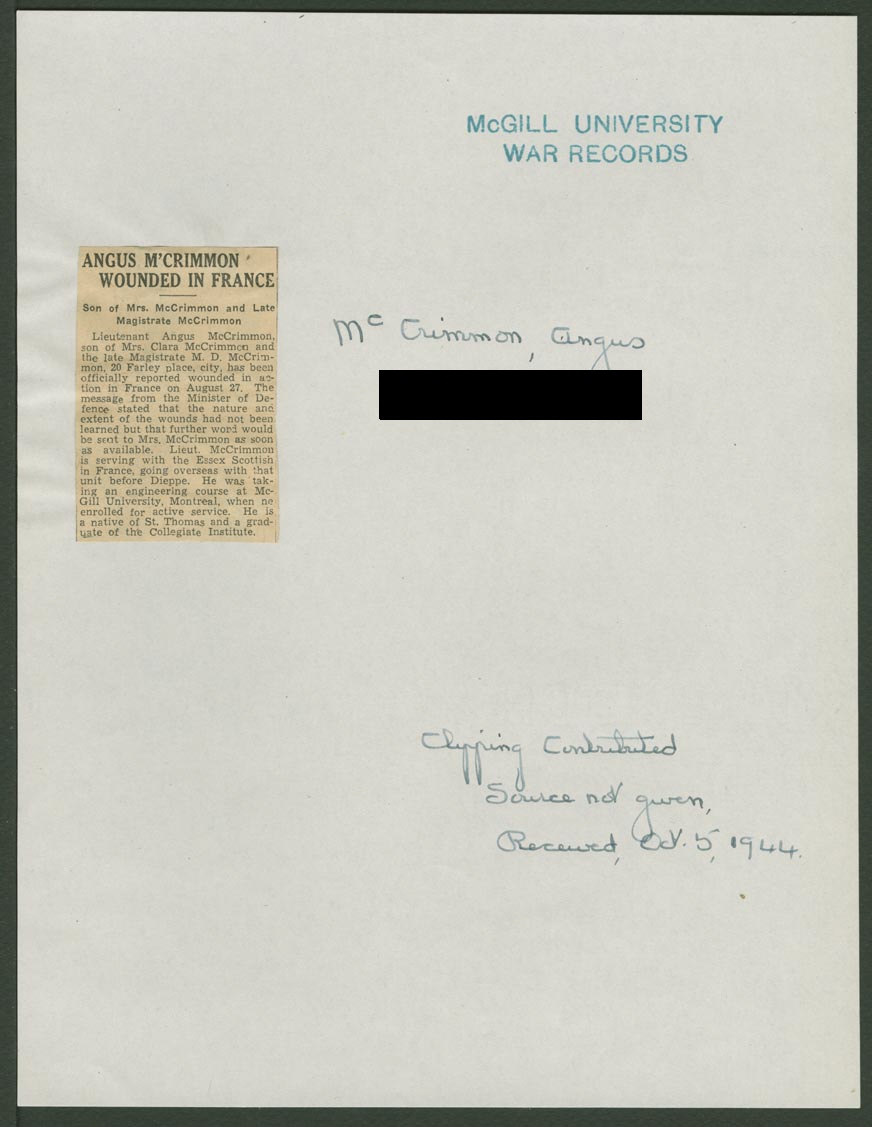 McGILL UNIVERSITY
WAR RECORDS
ANGUS M'CRIMMON
WOUNDED IN FRANCE
Son of Mrs. McCrimmon and Late
Magistrate McCrimmon
Lieutenant Angus McCrimmon,
son of Mrs. Clara McCrimmon and
the late Magistrate M. D. McCrim-
mon, 20 Farley place, city, has been
officially reported wounded in ac-
tion in France on August 27. The
message from the Minister of De-
fence stated that the nature and
extent of the wounds had not been
learned but that further word would
be sent to Mrs. McCrimmon as soon
as available. Lieut. McCrimmon
is serving with the Essex Scottish
in France, going overseas with that
unit before Dieppe. He was tak-
ing an engineering course at Mc-
Gill University, Montreal, when he
enrolled for active service. He is
a native of St. Thomas and a grad-
uate of the Collegiate Institute.
Mc Crimmon, Angus
Clipping Contributed
Source not given,
Received, Oct. 5, 1944.